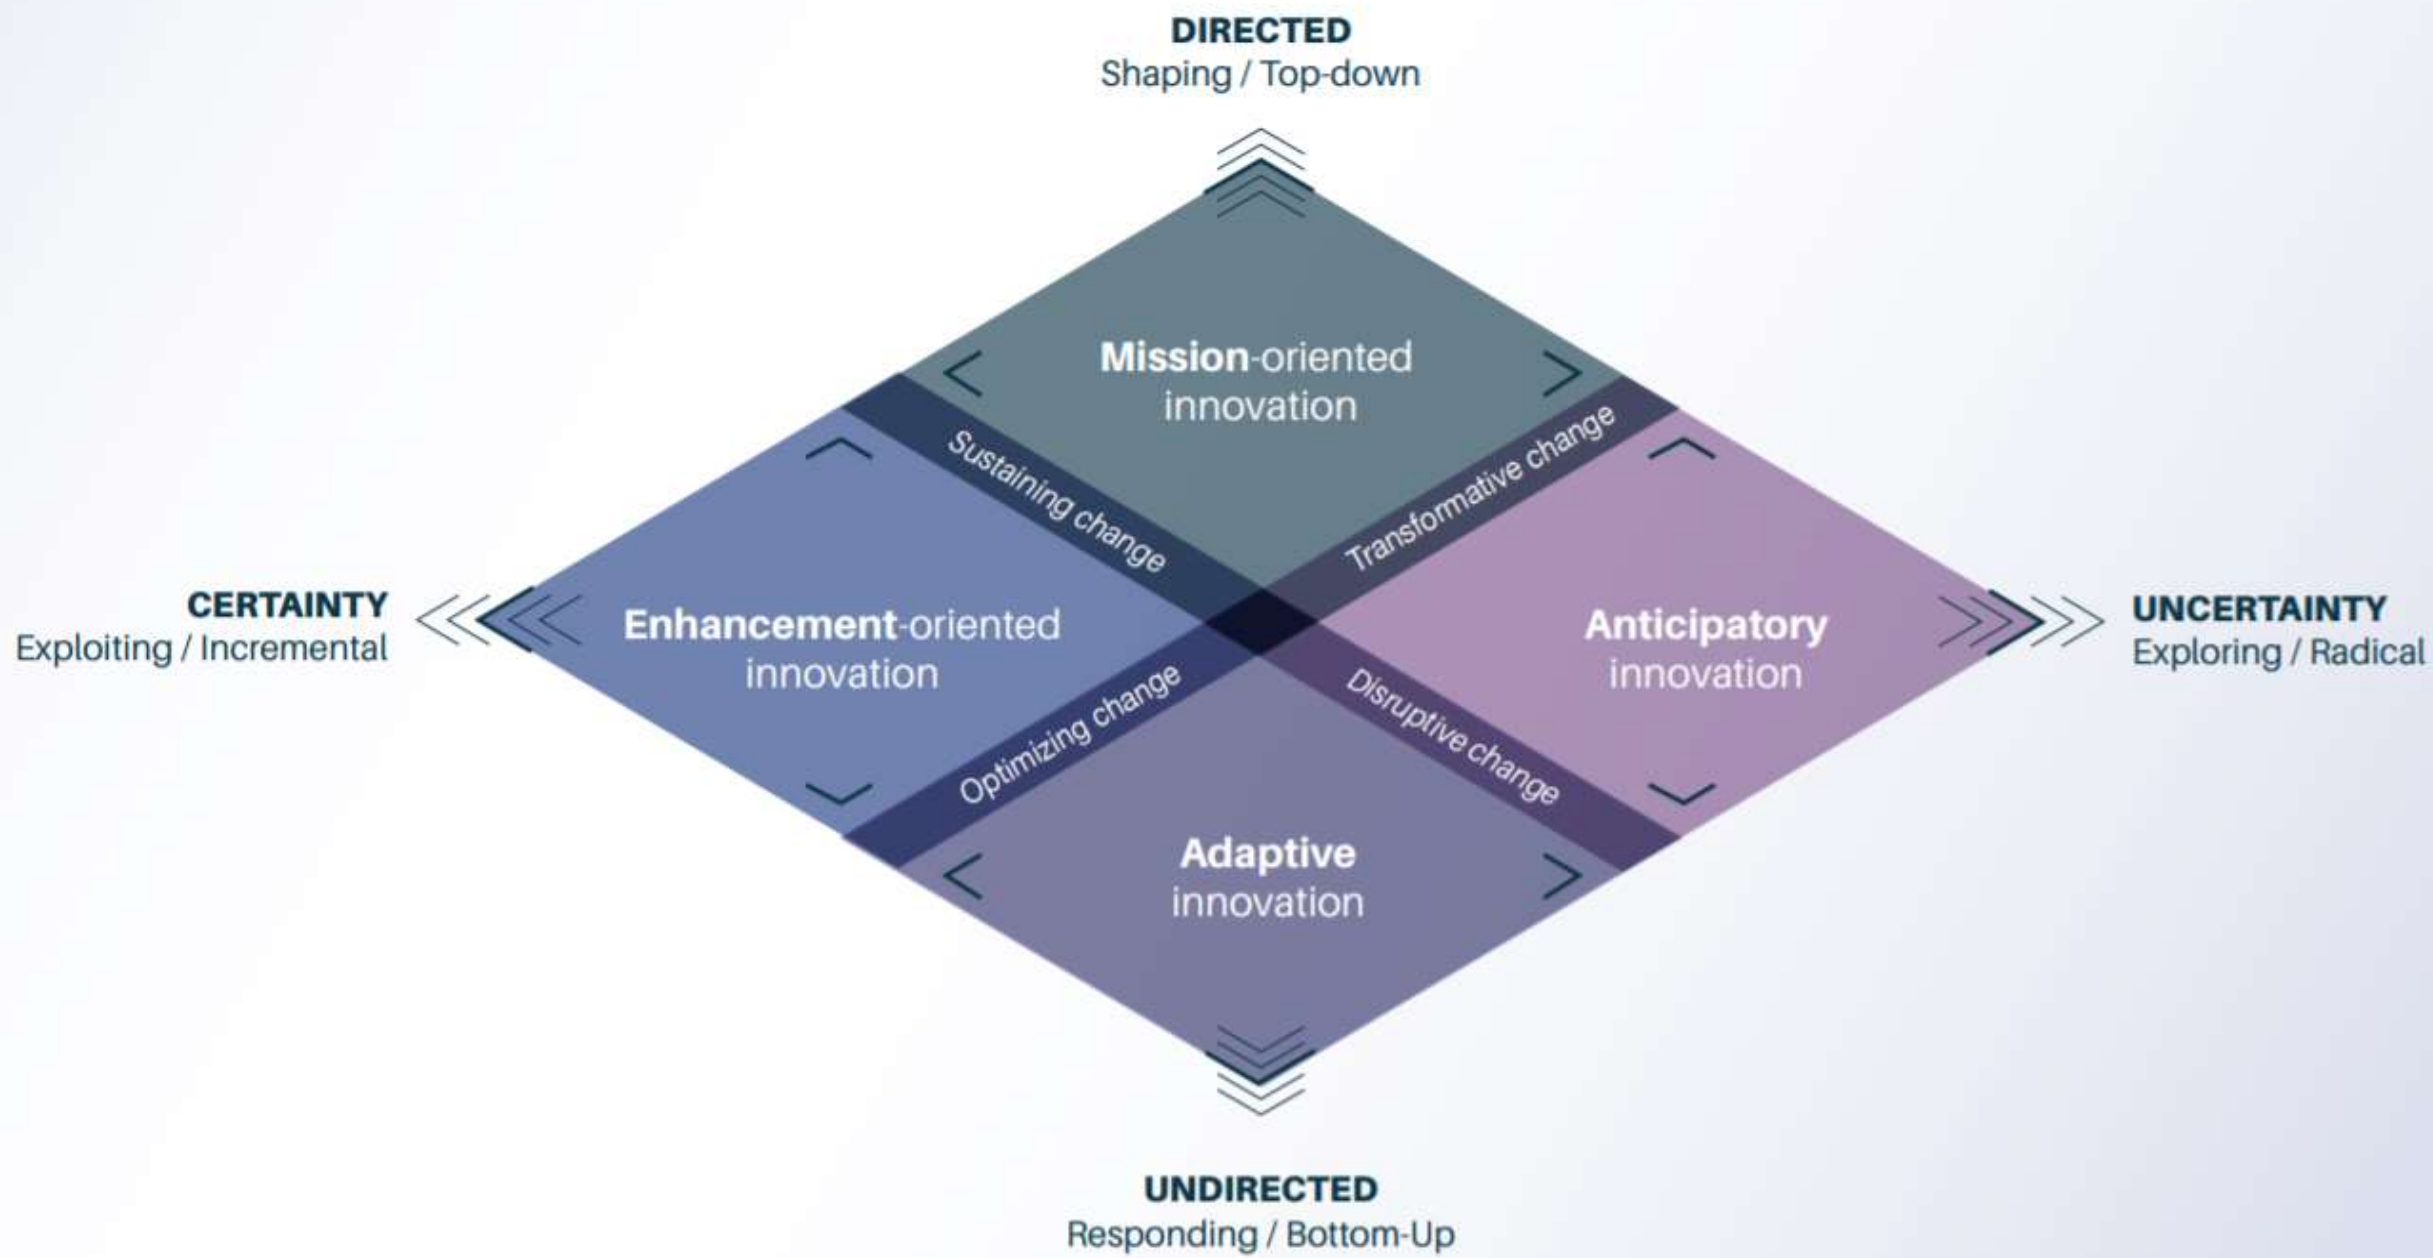 DIRECTED
Shaping / Top-down
Mission-oriented
innovation
Sustaining change
Transformative change
CERTAINTY
Exploiting / Incremental
Enhancement-oriented
innovation
Anticipatory
innovation
UNCERTAINTY
Exploring / Radical
Optimizing change
Disruptive change
Adaptive
innovation
UNDIRECTED
Responding / Bottom-Up